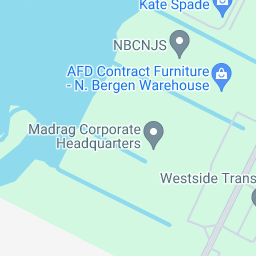 Kate Spade
NBCNJS
AFD Contract Furniture
- N. Bergen Warehouse
Madrag Corporate
Headquarters
Westside Trans